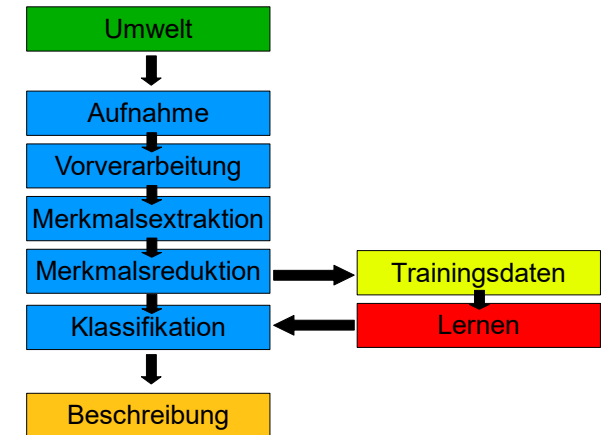 Umwelt
Aufnahme
Vorverarbeitung
Merkmalsextraktion
Merkmalsreduktion
Trainingsdaten
Klassifikation
Lernen
Beschreibung